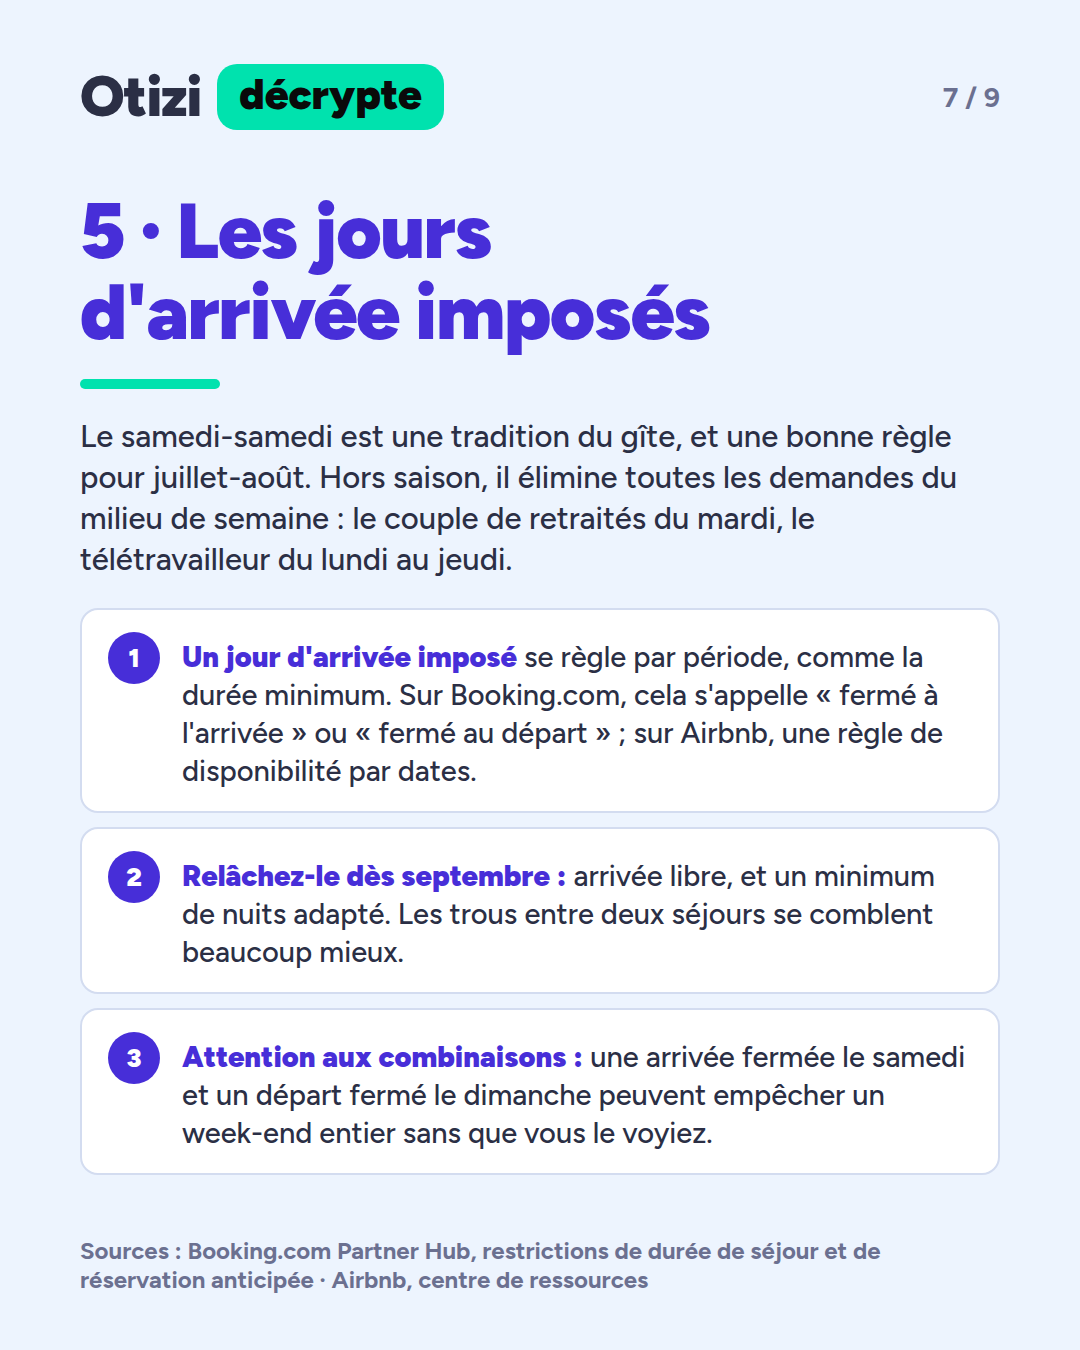 Otizi décrypte
7 / 9
5 · Les jours
d'arrivée imposés
Le samedi-samedi est une tradition du gîte, et une bonne règle
pour juillet-août. Hors saison, il élimine toutes les demandes du
milieu de semaine : le couple de retraités du mardi, le
télétravailleur du lundi au jeudi.
1
Un jour d'arrivée imposé se règle par période, comme la
durée minimum. Sur Booking.com, cela s'appelle « fermé à
l'arrivée » ou « fermé au départ » ; sur Airbnb, une règle de
disponibilité par dates.
2
Relâchez-le dès septembre : arrivée libre, et un minimum
de nuits adapté. Les trous entre deux séjours se comblent
beaucoup mieux.
3
Attention aux combinaisons : une arrivée fermée le samedi
et un départ fermé le dimanche peuvent empêcher un
week-end entier sans que vous le voyiez.
Sources : Booking.com Partner Hub, restrictions de durée de séjour et de
réservation anticipée · Airbnb, centre de ressources